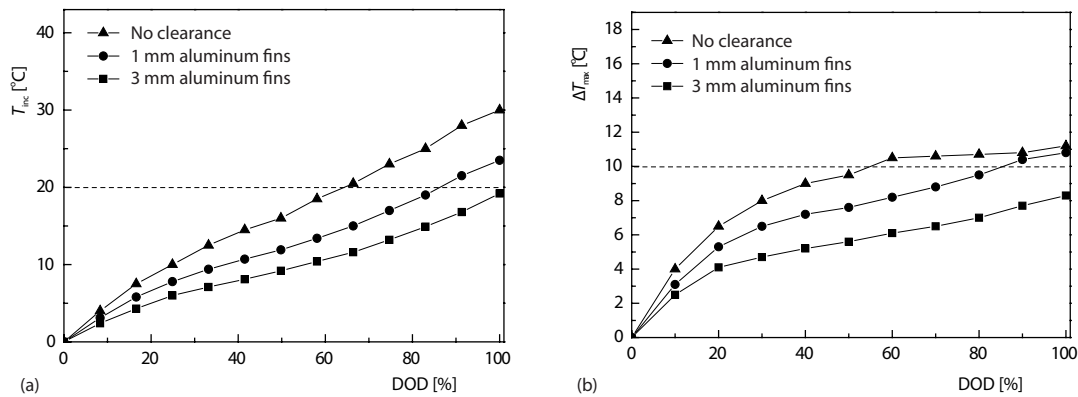 T_inc [°C]
40
30
20
10
0
No clearance
1 mm aluminum fins
3 mm aluminum fins
0 20 40 60 80 100
(a)
DOD [%]
ΔT_max [°C]
18
16
14
12
10
8
6
4
2
0
No clearance
1 mm aluminum fins
3 mm aluminum fins
0 20 40 60 80 100
(b)
DOD [%]